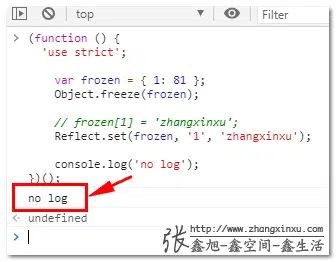 top
Filter
> (function () {
'use strict';
var frozen = { 1: 81 };
Object.freeze(frozen);
// frozen[1] = 'zhangxinxu';
Reflect.set(frozen, '1', 'zhangxinxu');
console.log('no log');
})();
no log
undefined
>
http://www.zhangxinxu.com
张鑫旭-鑫空间-鑫生活